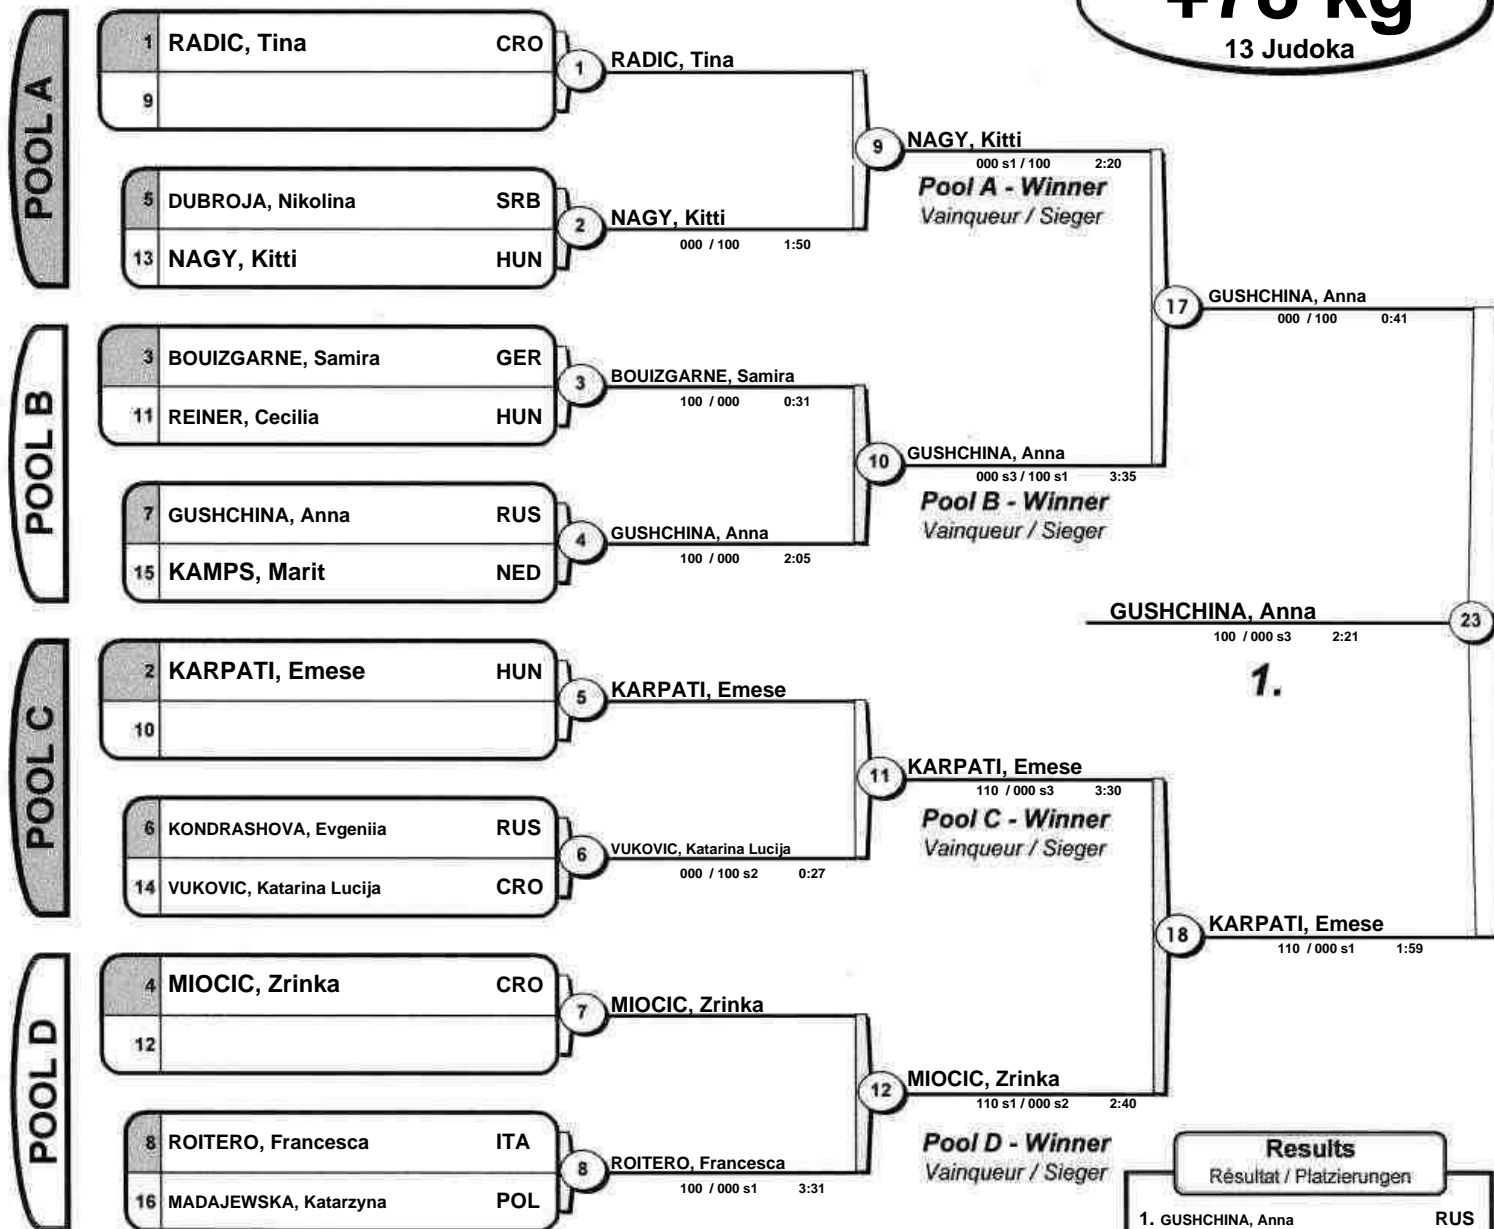 +78 kg
13 Judoka
POOL A
1 RADIC, Tina CRO
9
5 DUBROJA, Nikolina SRB
13 NAGY, Kitti HUN
1 RADIC, Tina
2 NAGY, Kitti
000 / 100 1:50
9 NAGY, Kitti
000 s1 / 100 2:20
Pool A - Winner
Vainqueur / Sieger
POOL B
3 BOUIZGARNE, Samira GER
11 REINER, Cecilia HUN
7 GUSHCHINA, Anna RUS
15 KAMPS, Marit NED
3 BOUIZGARNE, Samira
100 / 000 0:31
4 GUSHCHINA, Anna
100 / 000 2:05
10 GUSHCHINA, Anna
000 s3 / 100 s1 3:35
Pool B - Winner
Vainqueur / Sieger
17 GUSHCHINA, Anna
000 / 100 0:41
GUSHCHINA, Anna 23
100 / 000 s3 2:21
1.
POOL C
2 KARPATI, Emese HUN
10
6 KONDRASHOVA, Evgeniia RUS
14 VUKOVIC, Katarina Lucija CRO
5 KARPATI, Emese
6 VUKOVIC, Katarina Lucija
000 / 100 s2 0:27
11 KARPATI, Emese
110 / 000 s3 3:30
Pool C - Winner
Vainqueur / Sieger
18 KARPATI, Emese
110 / 000 s1 1:59
POOL D
4 MIOCIC, Zrinka CRO
12
8 ROITERO, Francesca ITA
16 MADAJEWSKA, Katarzyna POL
7 MIOCIC, Zrinka
8 ROITERO, Francesca
100 / 000 s1 3:31
12 MIOCIC, Zrinka
110 s1 / 000 s2 2:40
Pool D - Winner
Vainqueur / Sieger
Results
Résultat / Platzierungen
1. GUSHCHINA, Anna RUS